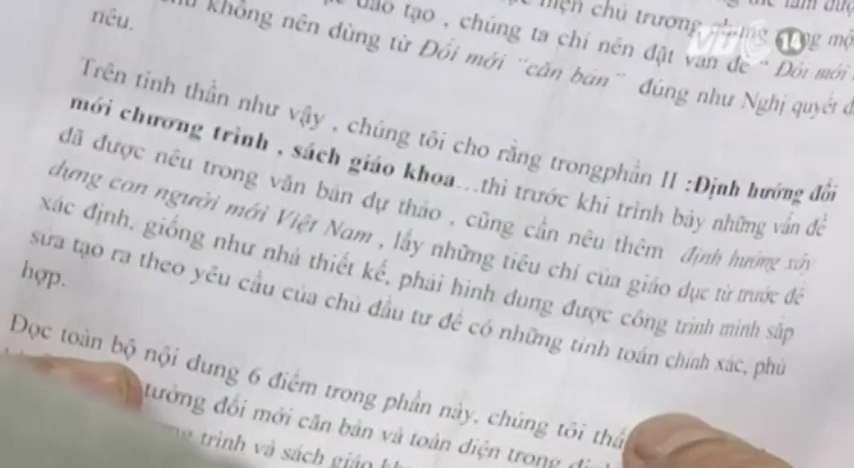 đào tạo , chúng ta chỉ nên đặt vấn đề Đổi mới
không nên dùng từ Đổi mới "căn bản" đúng như Nghị quyết
nêu.
VTC 14
Trên tinh thần như vậy , chúng tôi cho rằng trongphần II :Định hướng đổi
mới chương trình , sách giáo khoa...thì trước khi trình bày những vấn đề
đã được nêu trong văn bản dự thảo , cũng cần nêu thêm định hướng xây
dựng con người mới Việt Nam , lấy những tiêu chí của giáo dục từ trước để
xác định, giống như nhà thiết kế, phải hình dung được công trình mình sắp
sửa tạo ra theo yêu cầu của chủ đầu tư để có những tính toán chính xác, phù
hợp.
Đọc toàn bộ nội dung 6 điểm trong phần này, chúng tôi
tưởng đổi mới căn bản và toàn diện trong
trình và sách giáo